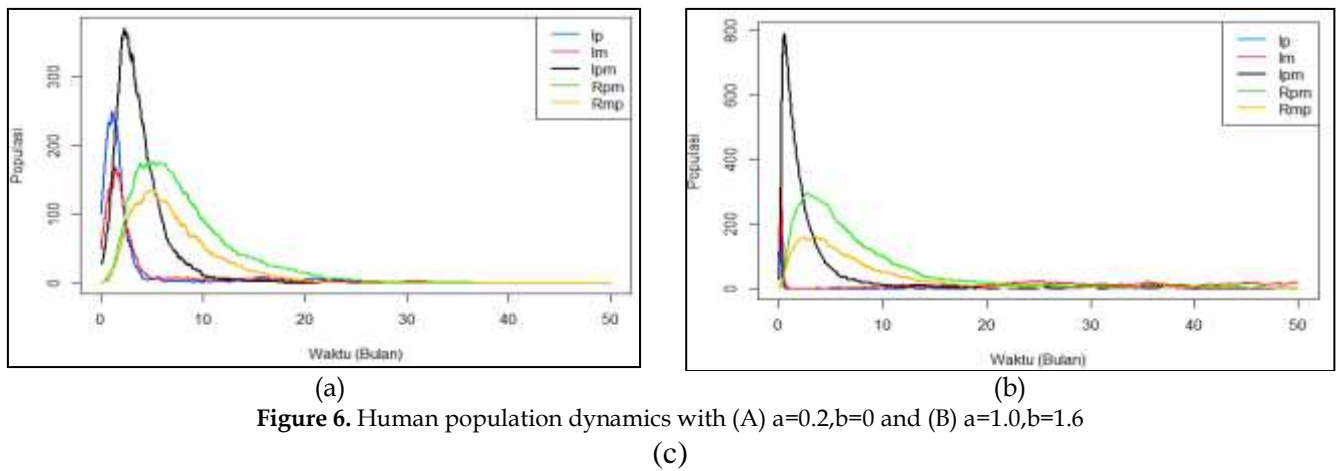 Ip
Im
Ipm
Rpm
Rmp
Populasi
300
200
100
0
0 10 20 30 40 50
Waktu (Bulan)
(a)
Ip
Im
Ipm
Rpm
Rmp
Populasi
800
600
400
200
0
0 10 20 30 40 50
Waktu (Bulan)
(b)
Figure 6. Human population dynamics with (A) a=0.2,b=0 and (B) a=1.0,b=1.6
(c)